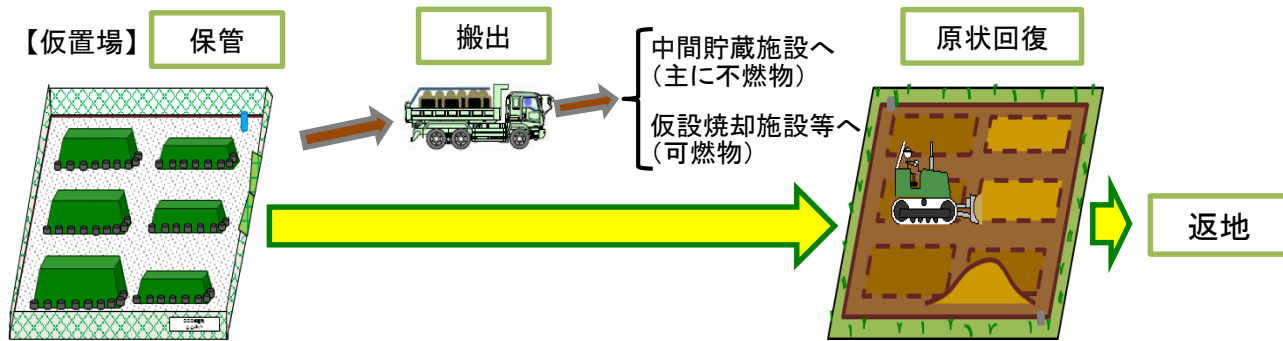 【仮置場】
保管
搬出
中間貯蔵施設へ
（主に不燃物）
仮設焼却施設等へ
（可燃物）
原状回復
返地